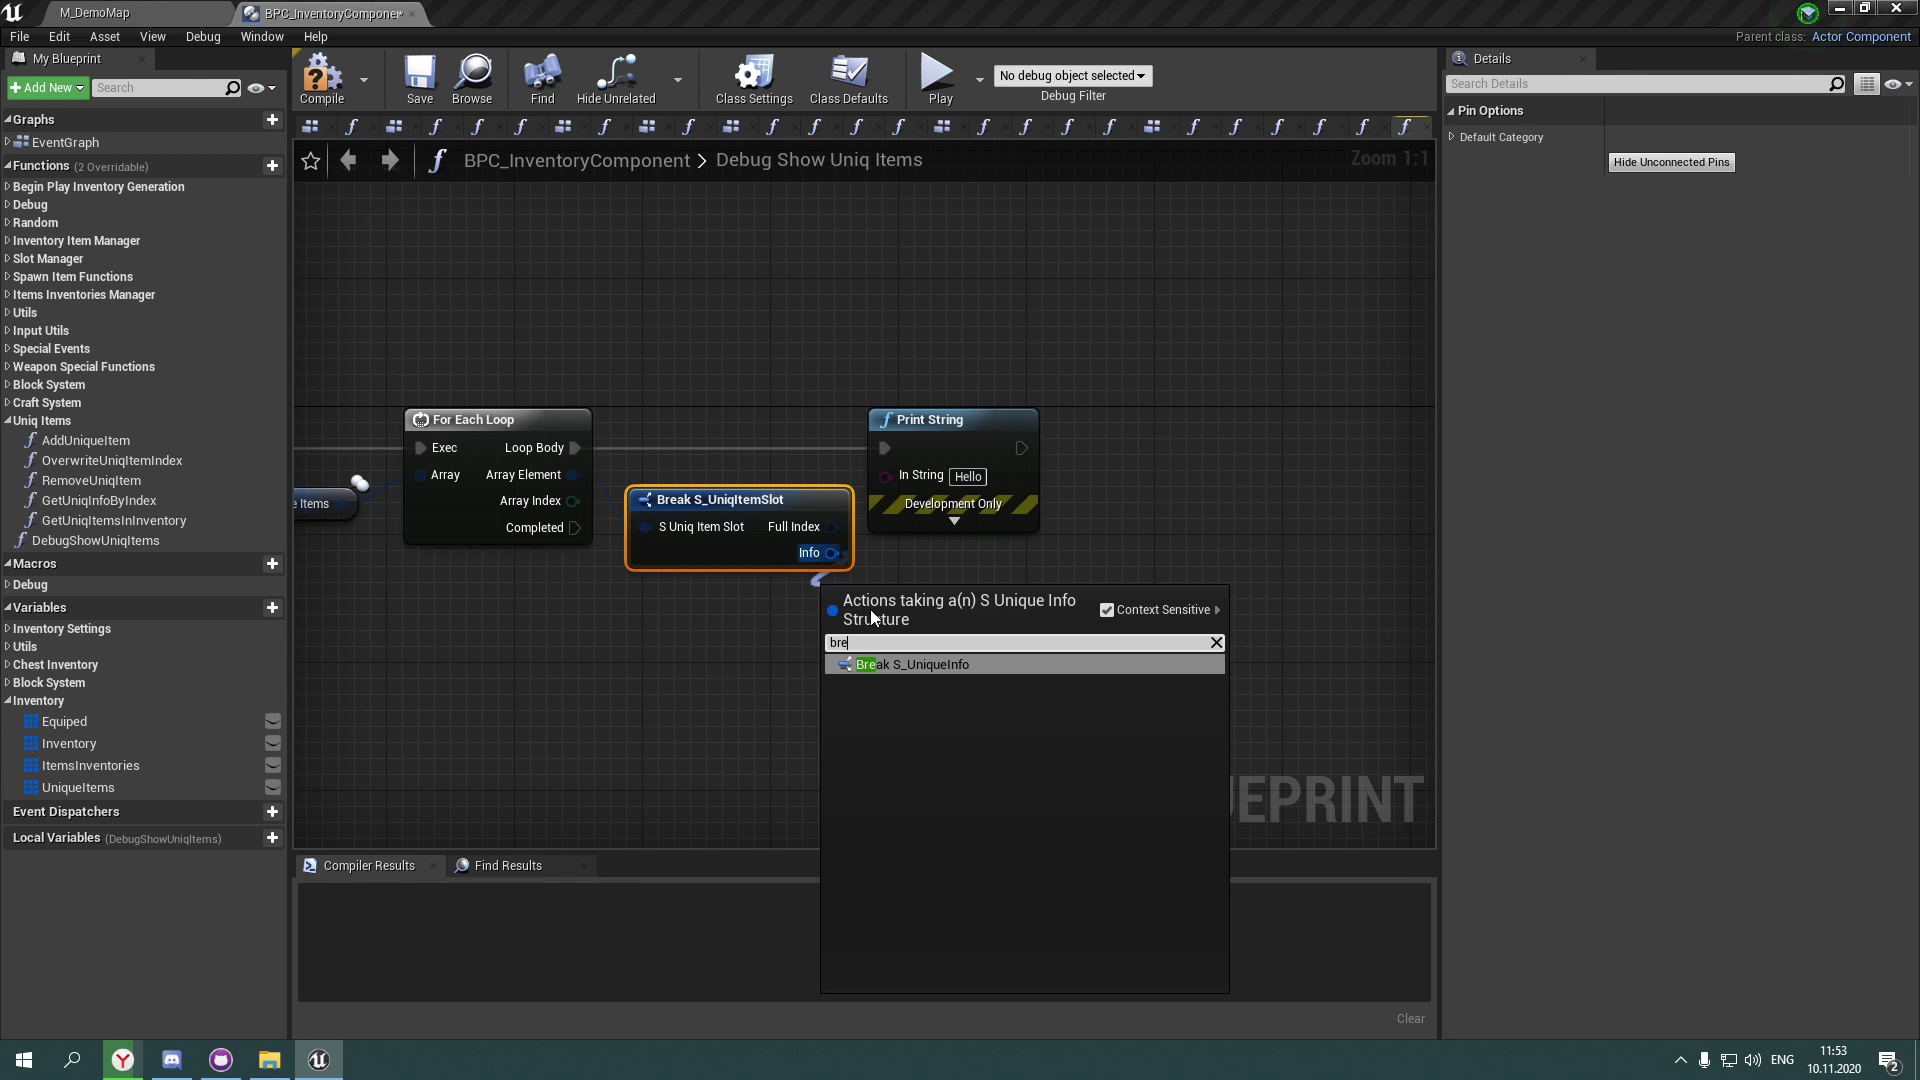 M_DemoMap
BPC_InventoryComponer*
File Edit Asset View Debug Window Help
Parent class: Actor Component
My Blueprint
Add New
Search
Compile
Save
Browse
Find
Hide Unrelated
Class Settings
Class Defaults
Play
No debug object selected
Debug Filter
Details
Search Details
Pin Options
Default Category
Hide Unconnected Pins
Graphs
EventGraph
Functions (2 Overridable)
Begin Play Inventory Generation
Debug
Random
Inventory Item Manager
Slot Manager
Spawn Item Functions
Items Inventories Manager
Utils
Input Utils
Special Events
Weapon Special Functions
Block System
Craft System
Uniq Items
AddUniqueItem
OverwriteUniqItemIndex
RemoveUniqItem
GetUniqInfoByIndex
GetUniqItemsInInventory
DebugShowUniqItems
Macros
Debug
Variables
Inventory Settings
Utils
Chest Inventory
Block System
Inventory
Equiped
Inventory
ItemsInventories
UniqueItems
Event Dispatchers
Local Variables (DebugShowUniqItems)
BPC_InventoryComponent > Debug Show Uniq Items
Zoom 1:1
e Items
For Each Loop
Exec Loop Body
Array Array Element
Array Index
Completed
Break S_UniqItemSlot
S Uniq Item Slot Full Index
Info
Print String
In String Hello
Development Only
Actions taking a(n) S Unique Info
Structure
Context Sensitive
bre
Break S_UniqueInfo
UEPRINT
Compiler Results
Find Results
Clear
ENG
11:53
10.11.2020
2